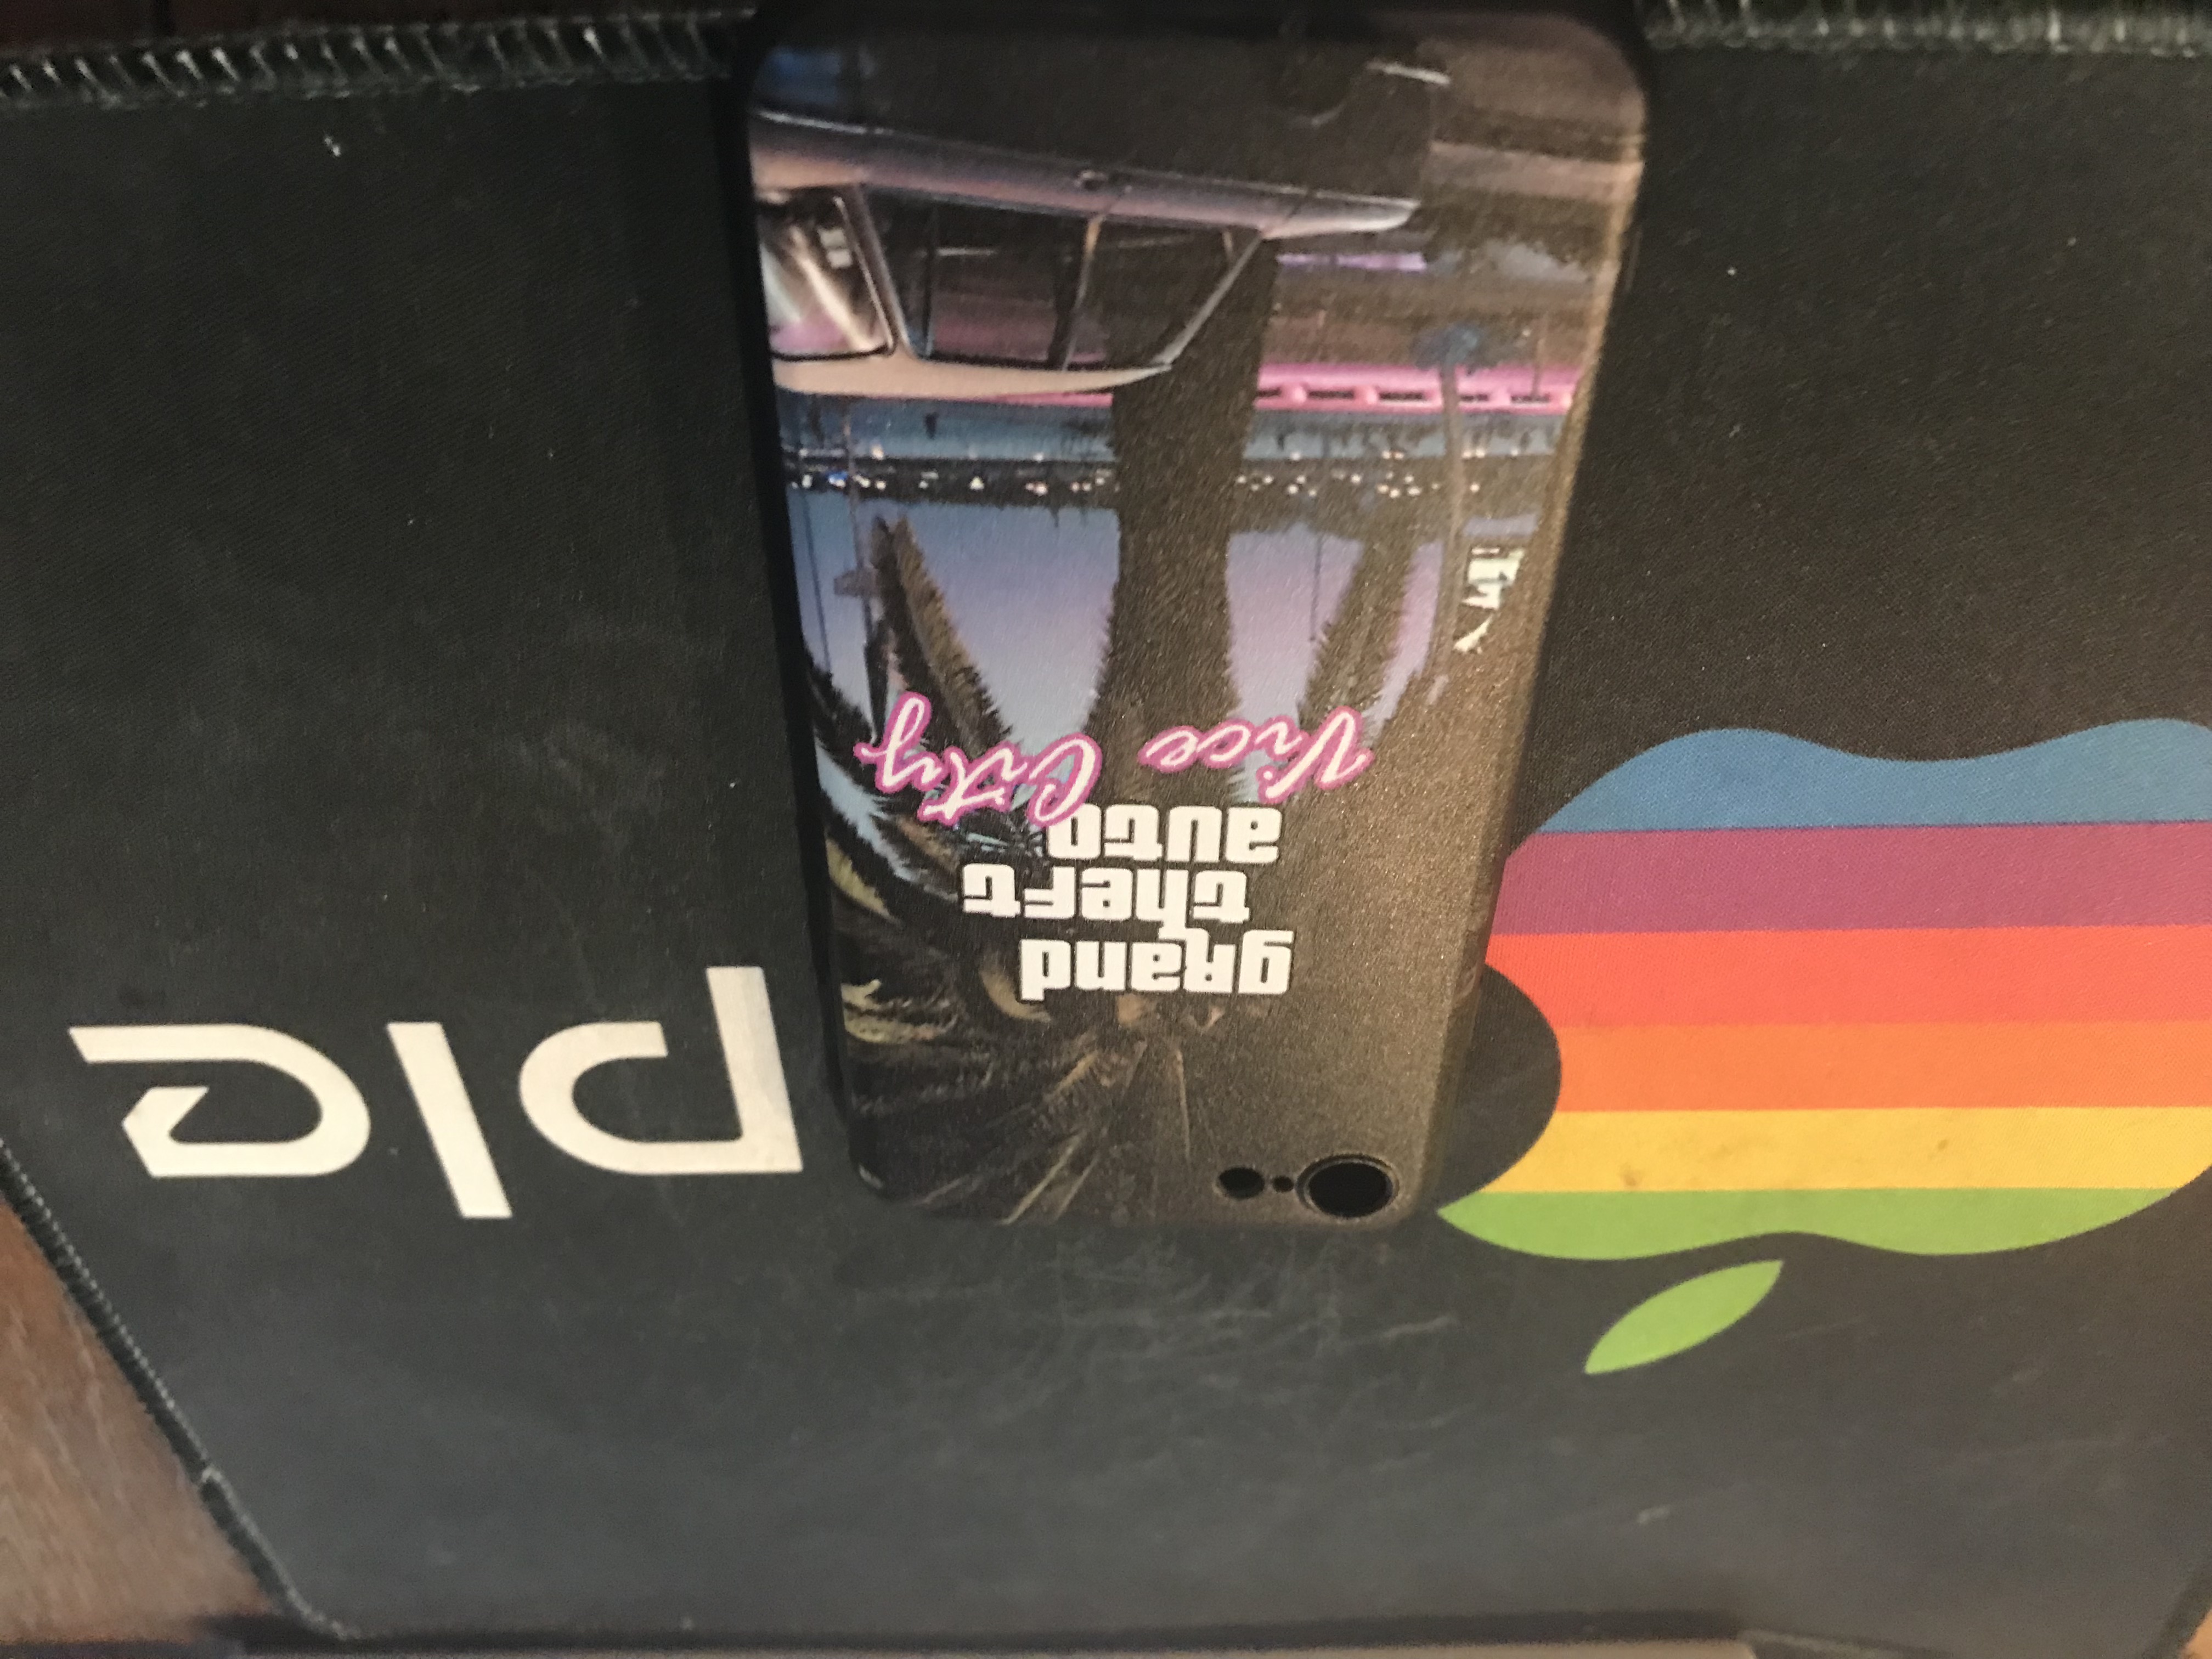 grand
theft
auto
Vice City
ple